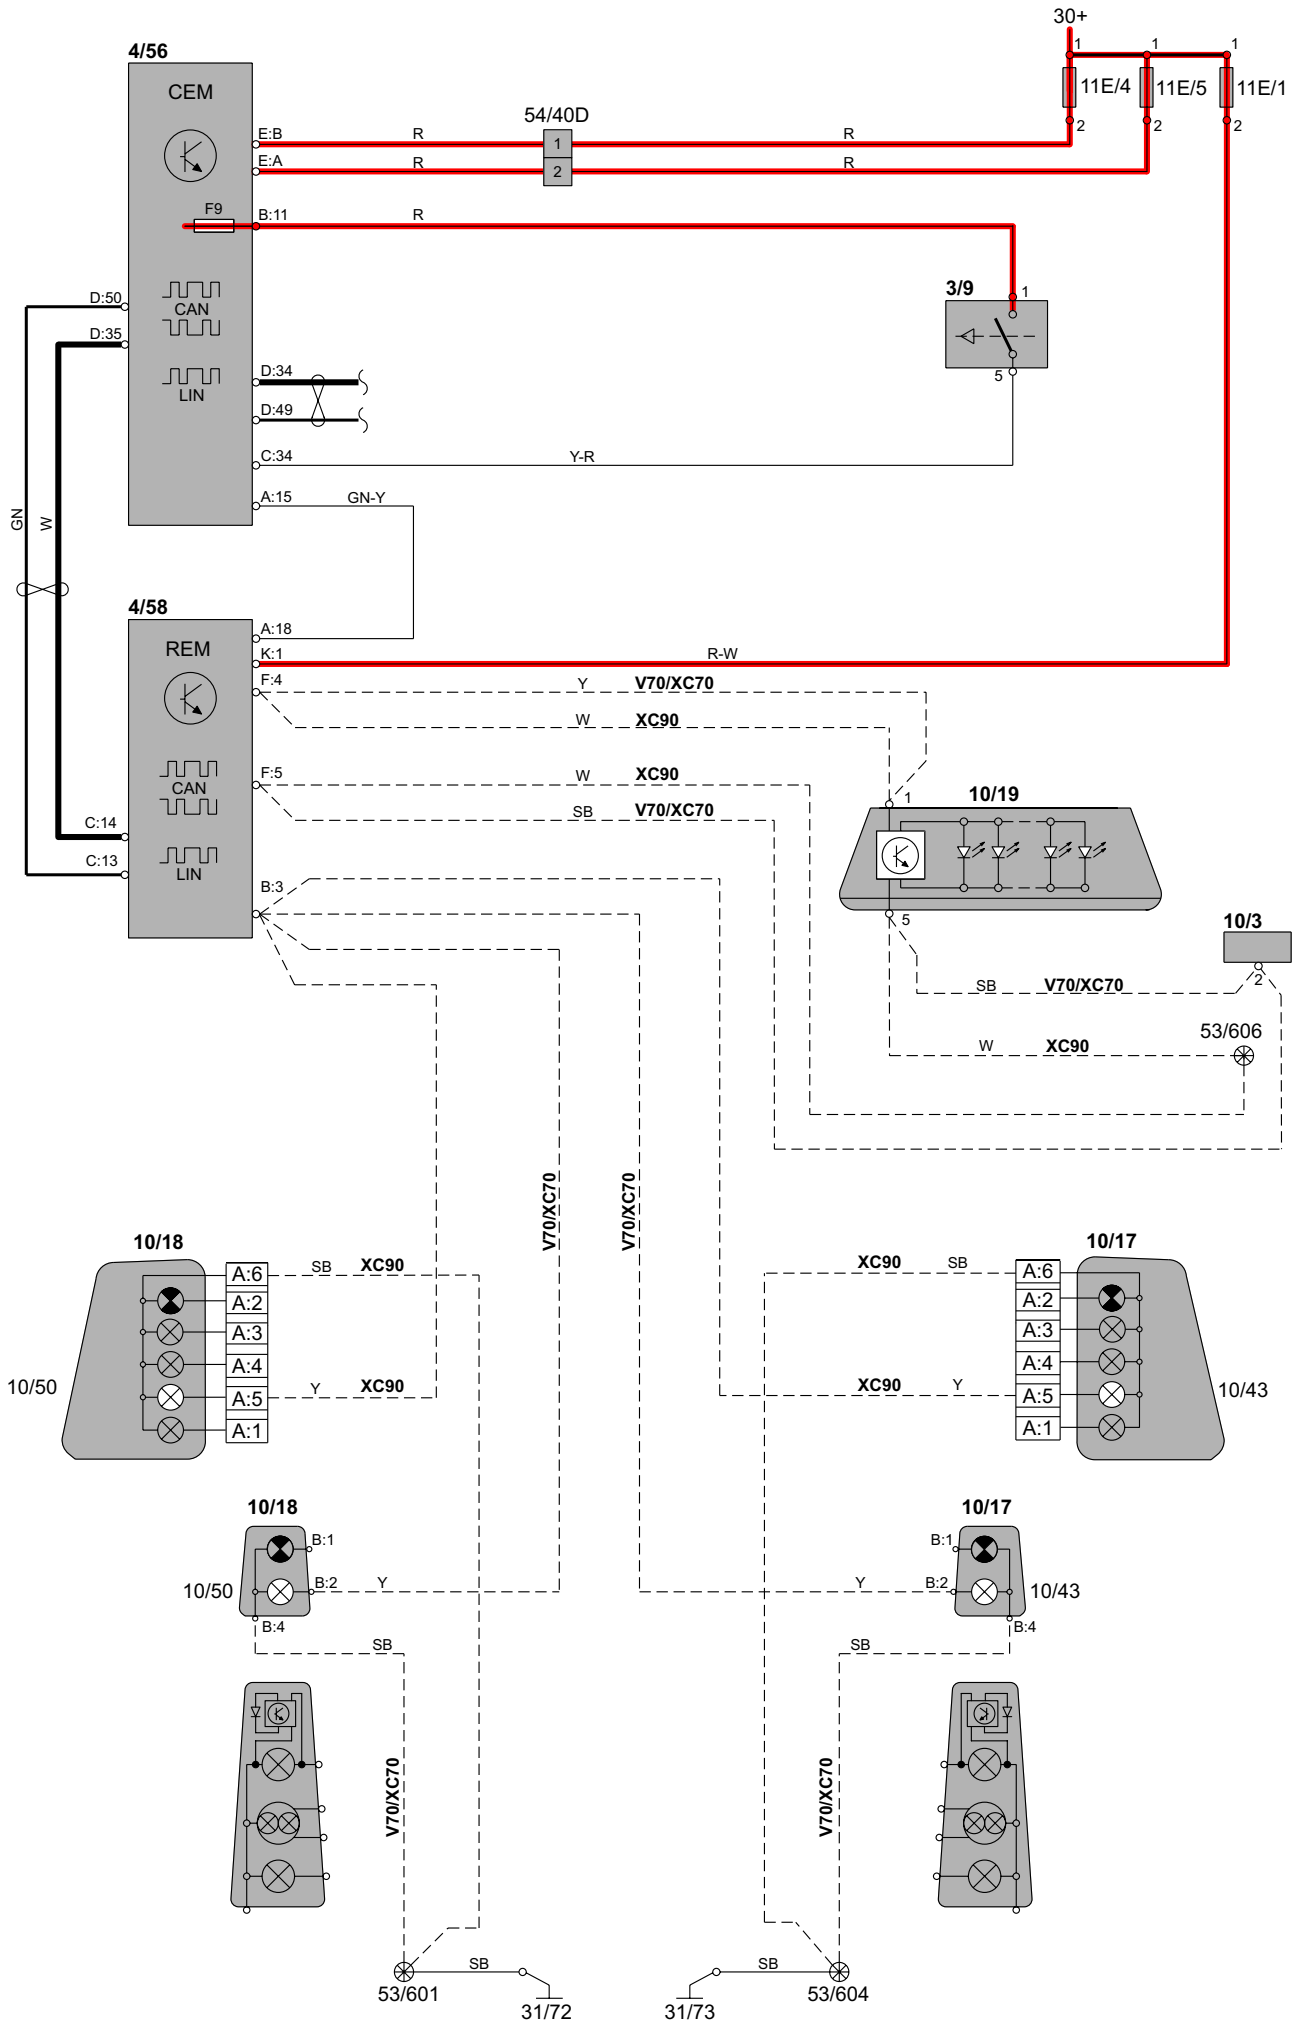 30+
4/56
1
1
1
CEM
11E/4
11E/5
11E/1
54/40D
2
2
2
E:B
R
1
R
E:A
R
2
R
F9
B:11
R
3/9
1
D:50
CAN
D:35
D:34
5
LIN
D:49
C:34
Y-R
A:15
GN-Y
GN
W
4/58
A:18
REM
K:1
R-W
F:4
Y
V70/XC70
W
XC90
F:5
W
XC90
CAN
1
10/19
SB
V70/XC70
C:14
C:13
LIN
B:3
5
10/3
2
SB
V70/XC70
53/606
W
XC90
V70/XC70
V70/XC70
10/18
10/17
A:6
SB
XC90
XC90
SB
A:6
A:2
A:2
A:3
A:3
A:4
A:4
10/50
A:5
Y
XC90
XC90
Y
A:5
10/43
A:1
A:1
10/18
10/17
B:1
B:1
10/50
B:2
Y
Y
B:2
10/43
B:4
B:4
SB
SB
V70/XC70
V70/XC70
SB
SB
53/601
31/72
31/73
53/604